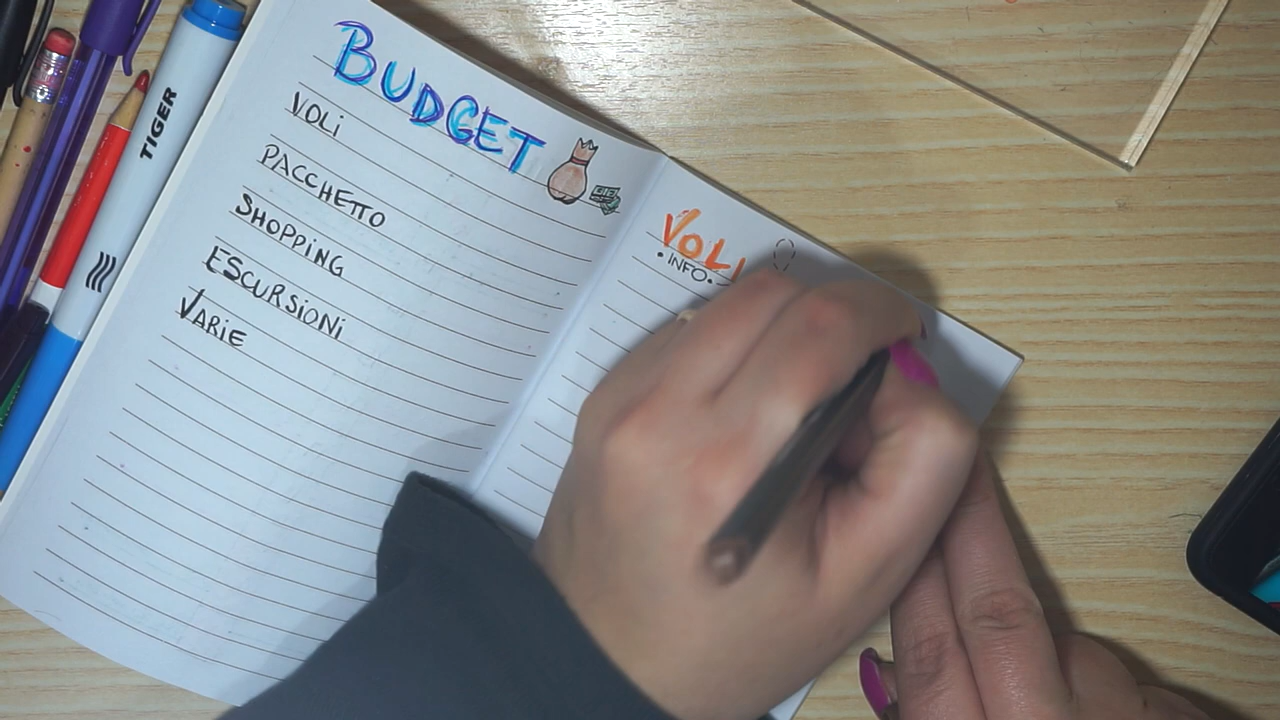 BUDGET
VOLi
PACCHETTO
SHOPPiNG
ESCURSiONi
VARiE
VOLI
• INFO •
TIGER